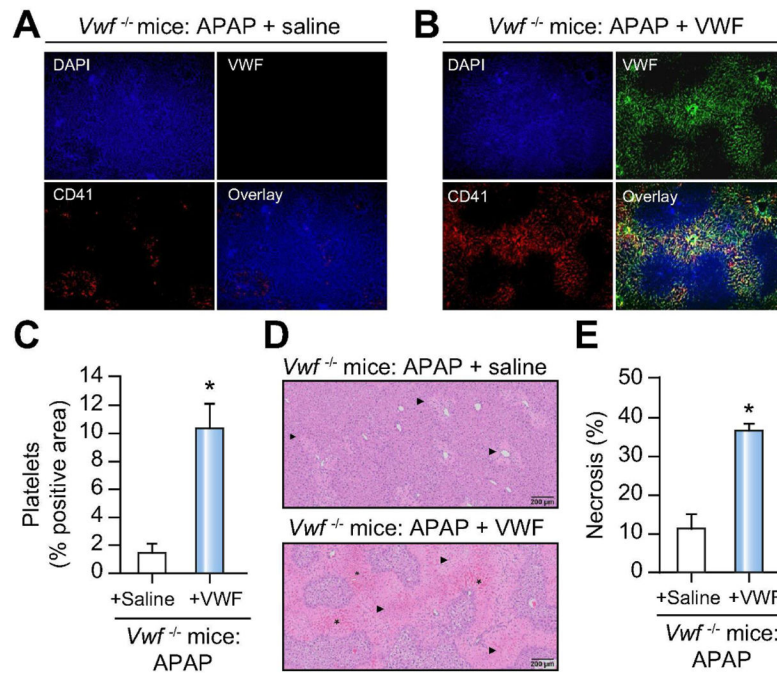 A
Vwf -/- mice: APAP + saline
DAPI
VWF
CD41
Overlay
B
Vwf -/- mice: APAP + VWF
DAPI
VWF
CD41
Overlay
C
Platelets
(% positive area)
14
12
10
8
6
4
2
0
*
+Saline +VWF
Vwf -/- mice:
APAP
D
Vwf -/- mice: APAP + saline
200 µm
Vwf -/- mice: APAP + VWF
* * *
200 µm
E
Necrosis (%)
50
40
30
20
10
0
*
+Saline +VWF
Vwf -/- mice:
APAP